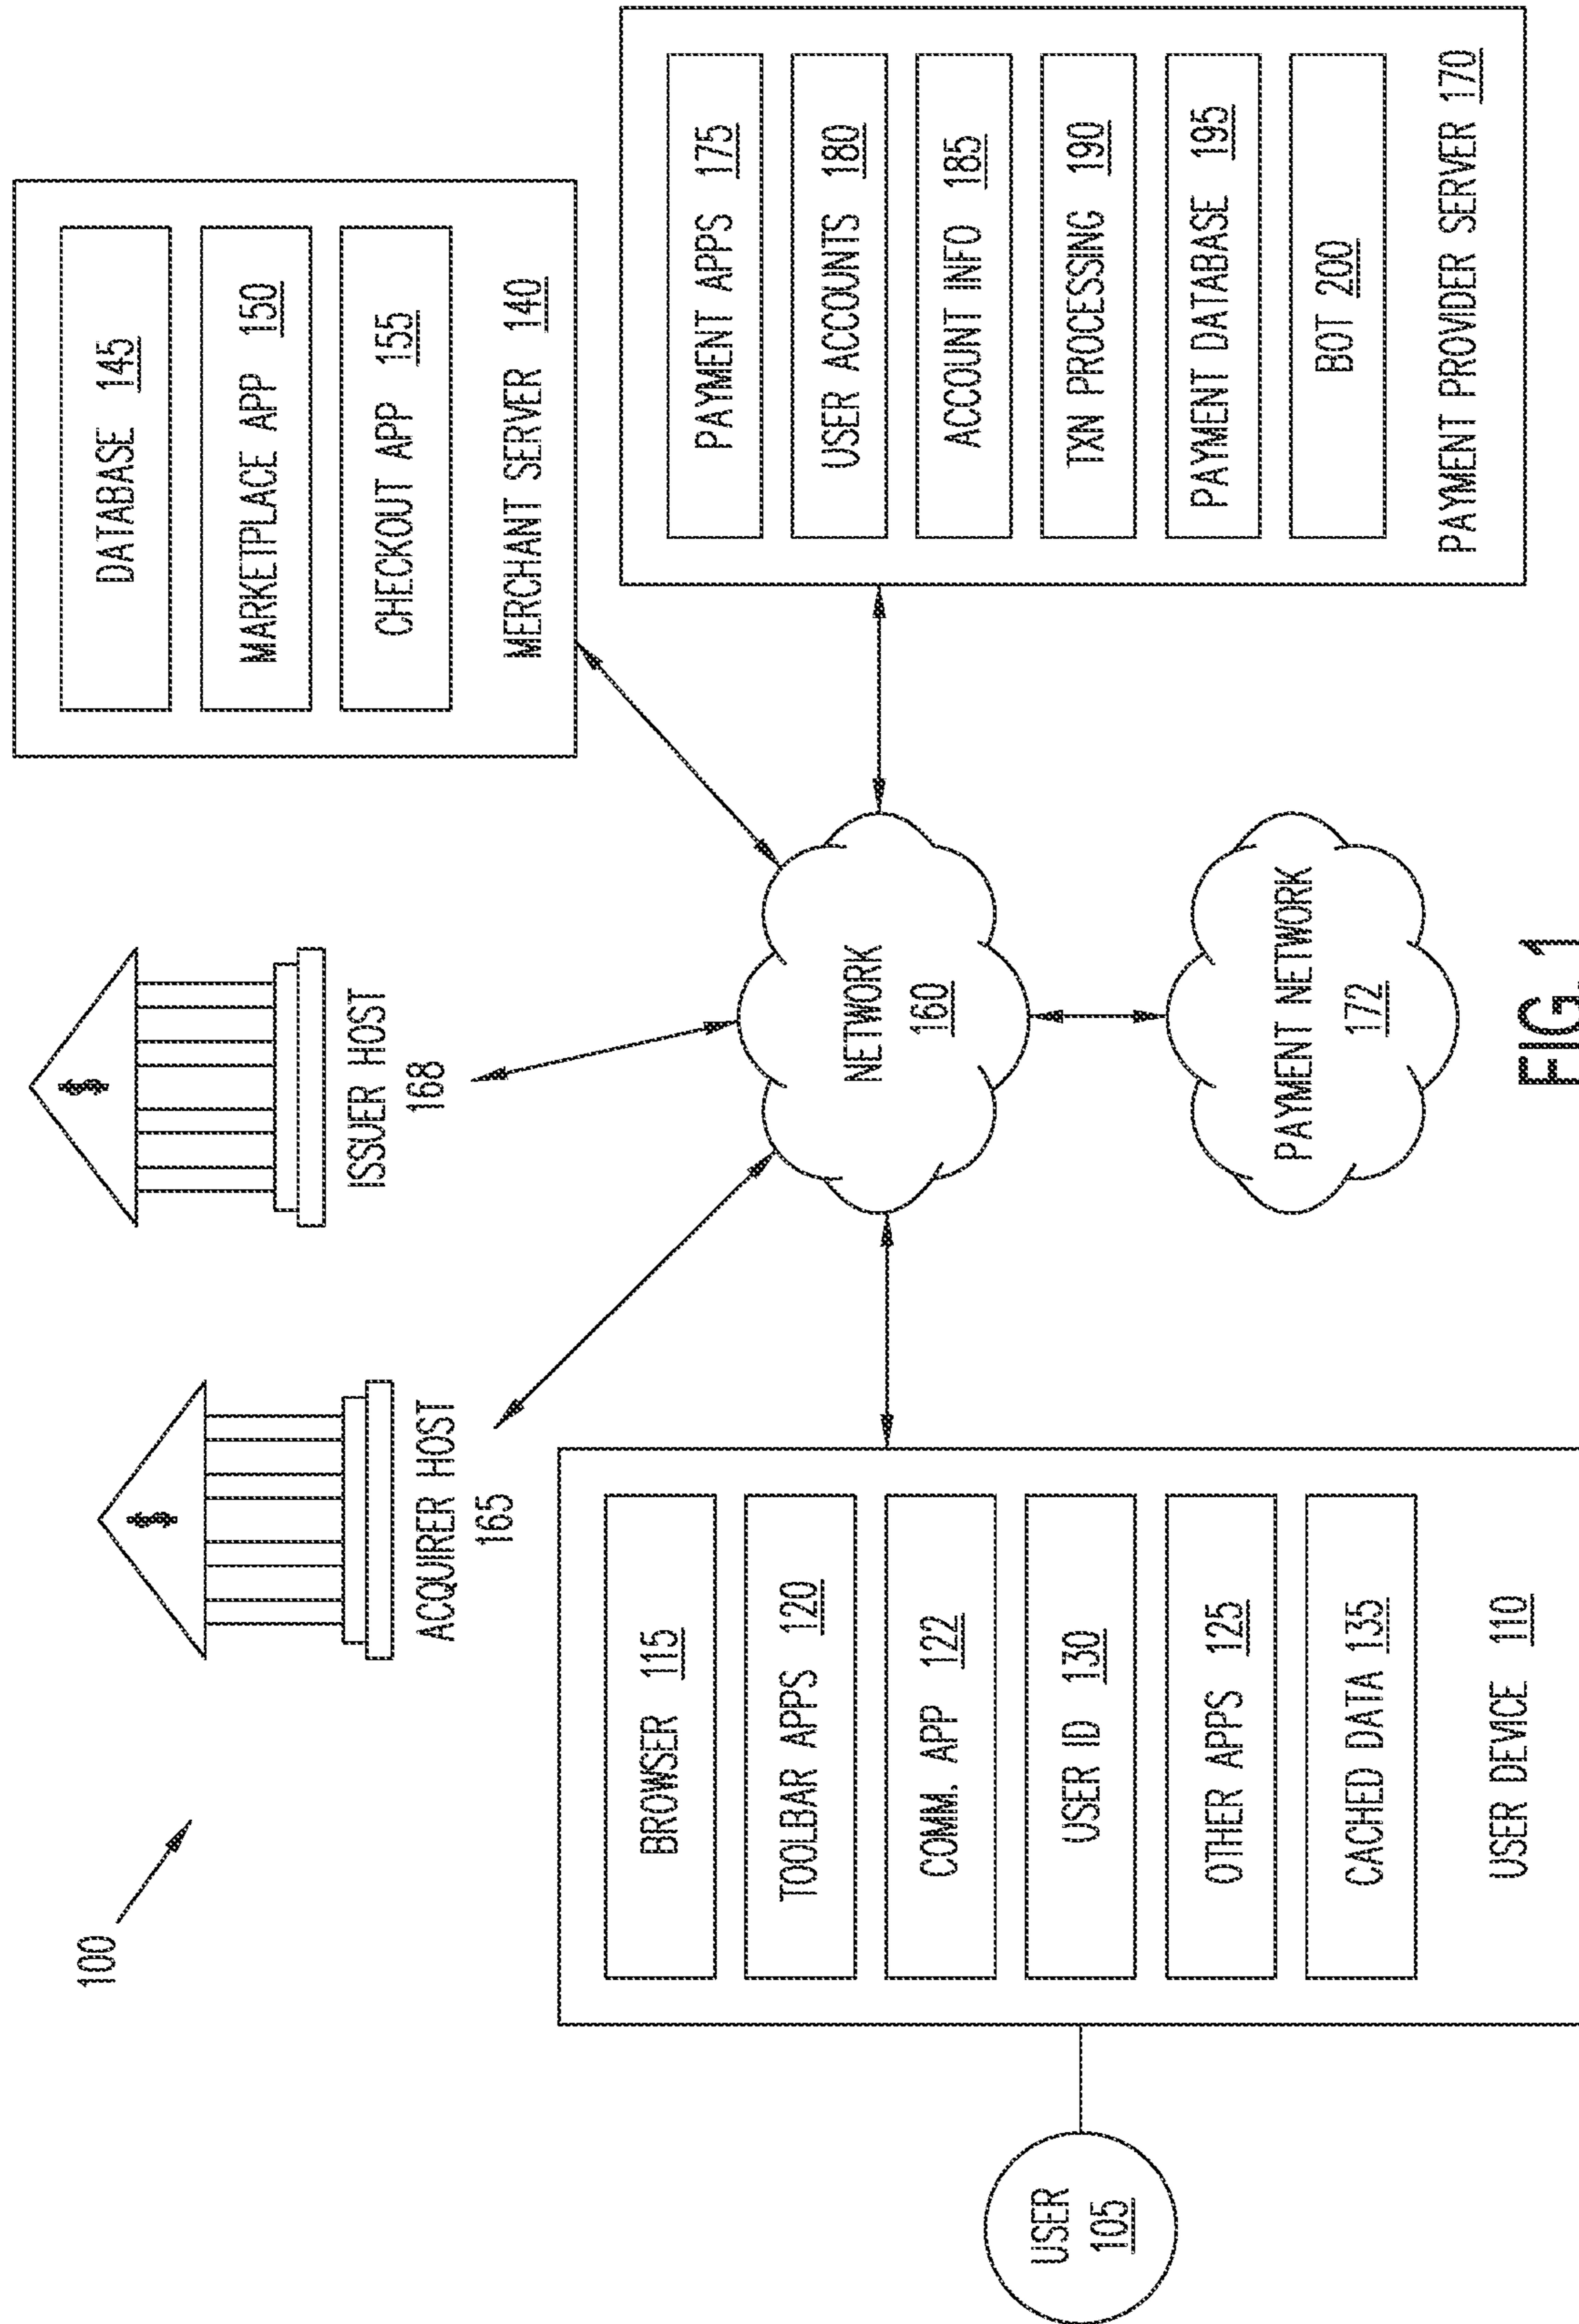 100
ACQUIRER HOST
165
$
ISSUER HOST
168
$
DATABASE 145
MARKETPLACE APP 150
CHECKOUT APP 155
MERCHANT SERVER 140
USER
105
BROWSER 115
TOOLBAR APPS 120
COMM. APP 122
USER ID 130
OTHER APPS 125
CACHED DATA 135
USER DEVICE 110
NETWORK
160
PAYMENT NETWORK
172
PAYMENT APPS 175
USER ACCOUNTS 180
ACCOUNT INFO 185
TXN PROCESSING 190
PAYMENT DATABASE 195
BOT 200
PAYMENT PROVIDER SERVER 170
FIG. 1